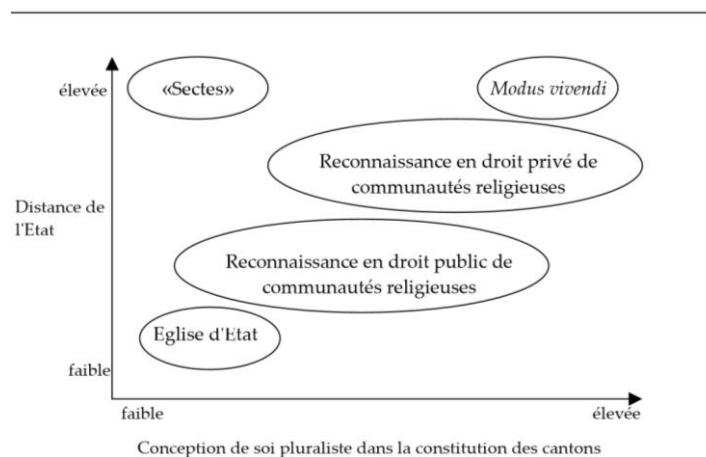 élevée
«Sectes»
Modus vivendi
Reconnaissance en droit privé de
communautés religieuses
Distance de
l'Etat
Reconnaissance en droit public de
communautés religieuses
Eglise d'Etat
faible
faible
élevée
Conception de soi pluraliste dans la constitution des cantons